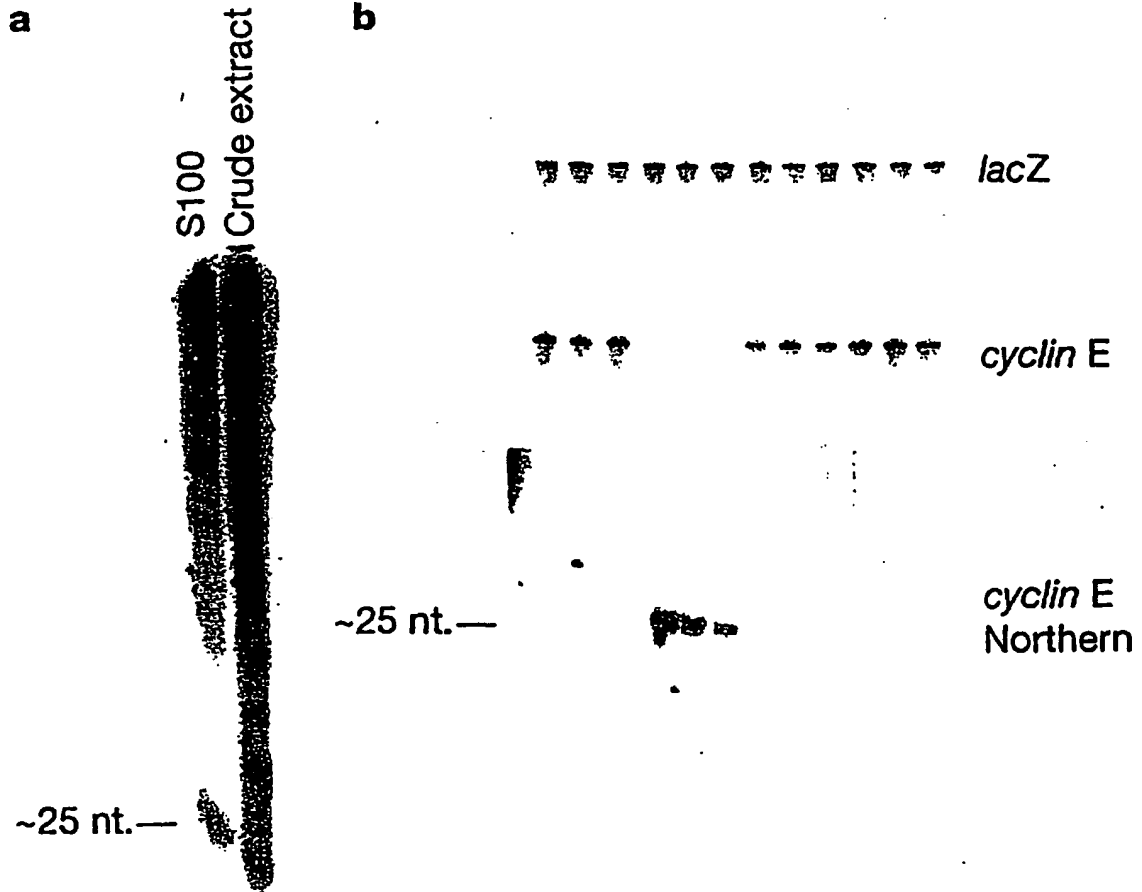 a
b
S100
Crude extract
lacZ
cyclin E
~25 nt.—
cyclin E
Northern
~25 nt.—